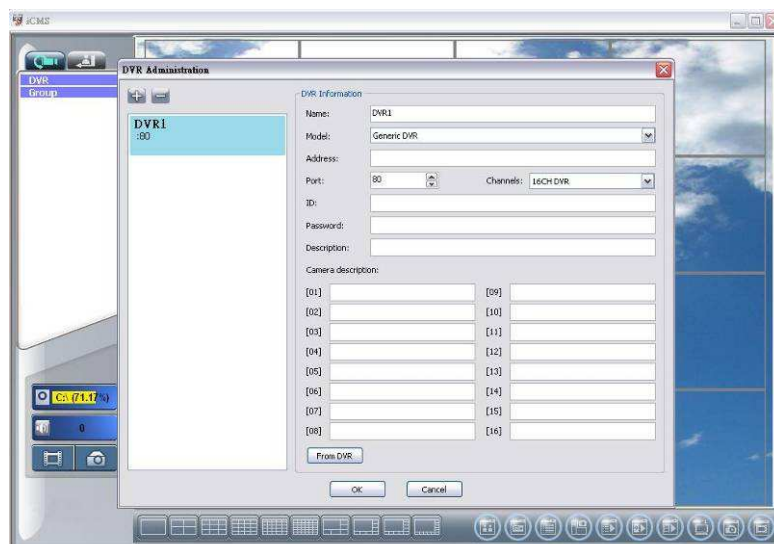 iCMS
DVR
Group
C:\ (71.17%)
0
DVR Administration
DVR1
:80
DVR Information
Name: DVR1
Model: Generic DVR
Address:
Port: 80 Channels: 16CH DVR
ID:
Password:
Description:
Camera description:
[01] [09]
[02] [10]
[03] [11]
[04] [12]
[05] [13]
[06] [14]
[07] [15]
[08] [16]
From DVR
OK Cancel